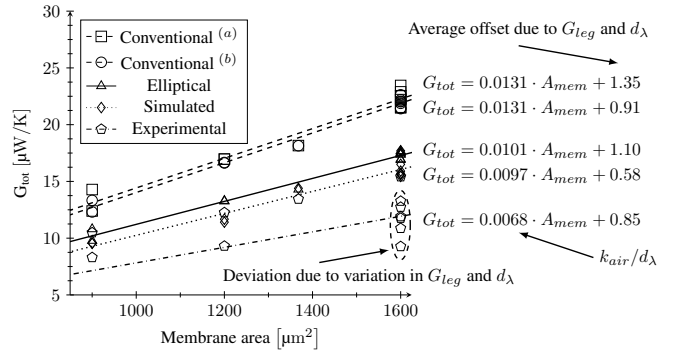 30
25
20
15
10
5
G_tot [µW/K]
Conventional (a)
Conventional (b)
Elliptical
Simulated
Experimental
Average offset due to G_leg and d_λ
G_tot = 0.0131 · A_mem + 1.35
G_tot = 0.0131 · A_mem + 0.91
G_tot = 0.0101 · A_mem + 1.10
G_tot = 0.0097 · A_mem + 0.58
G_tot = 0.0068 · A_mem + 0.85
k_air/d_λ
Deviation due to variation in G_leg and d_λ
1000 1200 1400 1600
Membrane area [µm²]